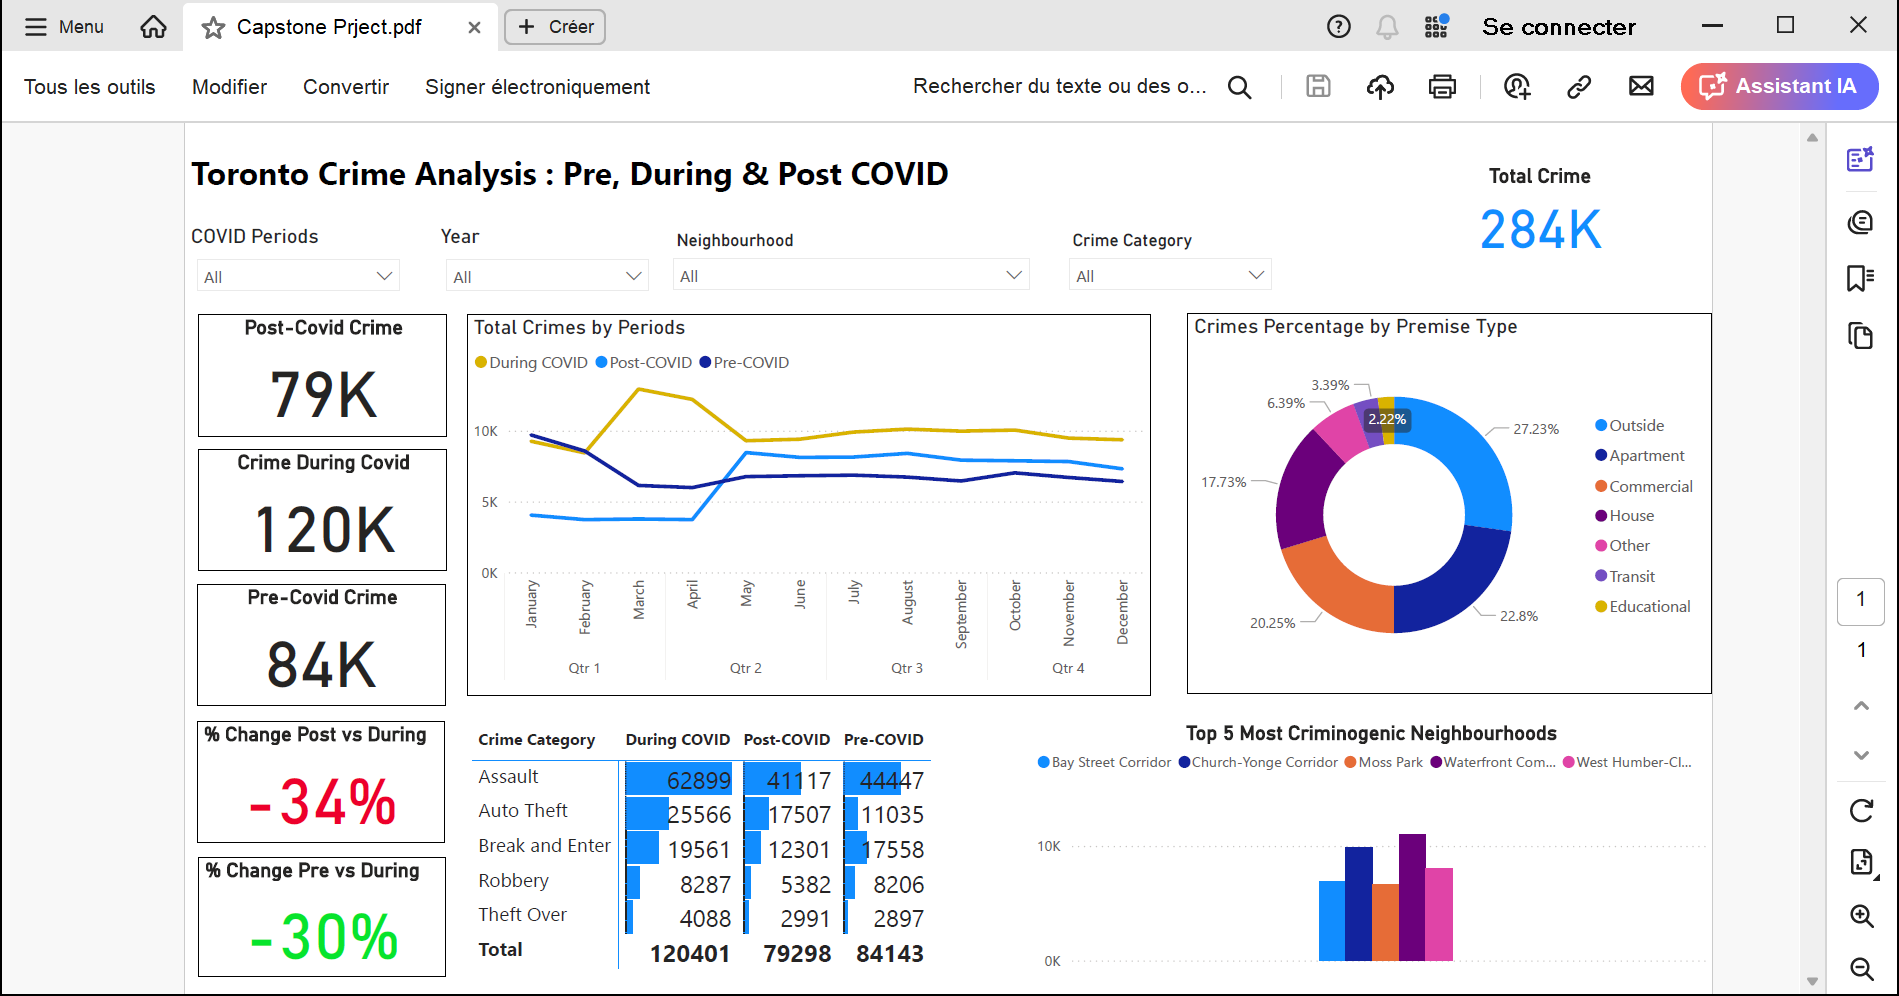 Menu
Capstone Prject.pdf
Créer
Se connecter
Tous les outils
Modifier
Convertir
Signer électroniquement
Rechercher du texte ou des o...
Assistant IA
Toronto Crime Analysis : Pre, During & Post COVID
Total Crime
284K
COVID Periods
All
Year
All
Neighbourhood
All
Crime Category
All
Post-Covid Crime
79K
Crime During Covid
120K
Pre-Covid Crime
84K
% Change Post vs During
-34%
% Change Pre vs During
-30%
Total Crimes by Periods
During COVID Post-COVID Pre-COVID
10K
5K
0K
January February March April May June July August September October November December
Qtr 1 Qtr 2 Qtr 3 Qtr 4
Crimes Percentage by Premise Type
3.39%
6.39%
2.22%
27.23%
17.73%
20.25%
22.8%
Outside
Apartment
Commercial
House
Other
Transit
Educational
Crime Category During COVID Post-COVID Pre-COVID
Assault 62899 41117 44447
Auto Theft 25566 17507 11035
Break and Enter 19561 12301 17558
Robbery 8287 5382 8206
Theft Over 4088 2991 2897
Total 120401 79298 84143
Top 5 Most Criminogenic Neighbourhoods
Bay Street Corridor Church-Yonge Corridor Moss Park Waterfront Com... West Humber-Cl...
10K
0K
1
1